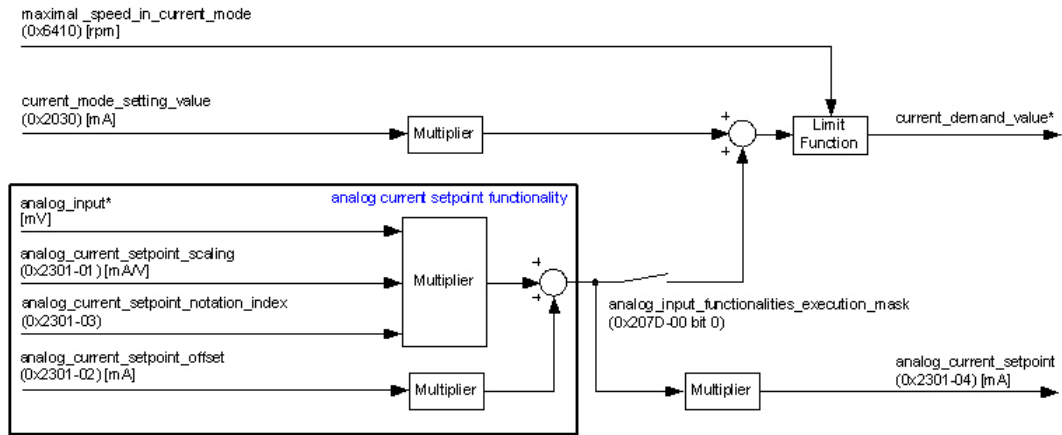 maximal _speed_in_current_mode
(0x6410) [rpm]
current_mode_setting_value
(0x2030) [mA]
Multiplier
+
+
Limit
Function
current_demand_value*
analog current setpoint functionality
analog_input*
[mV]
analog_current_setpoint_scaling
(0x2301-01) [mA/V]
Multiplier
+
+
analog_current_setpoint_notation_index
(0x2301-03)
analog_input_functionalities_execution_mask
(0x207D-00 bit 0)
analog_current_setpoint_offset
(0x2301-02) [mA]
Multiplier
Multiplier
analog_current_setpoint
(0x2301-04) [mA]